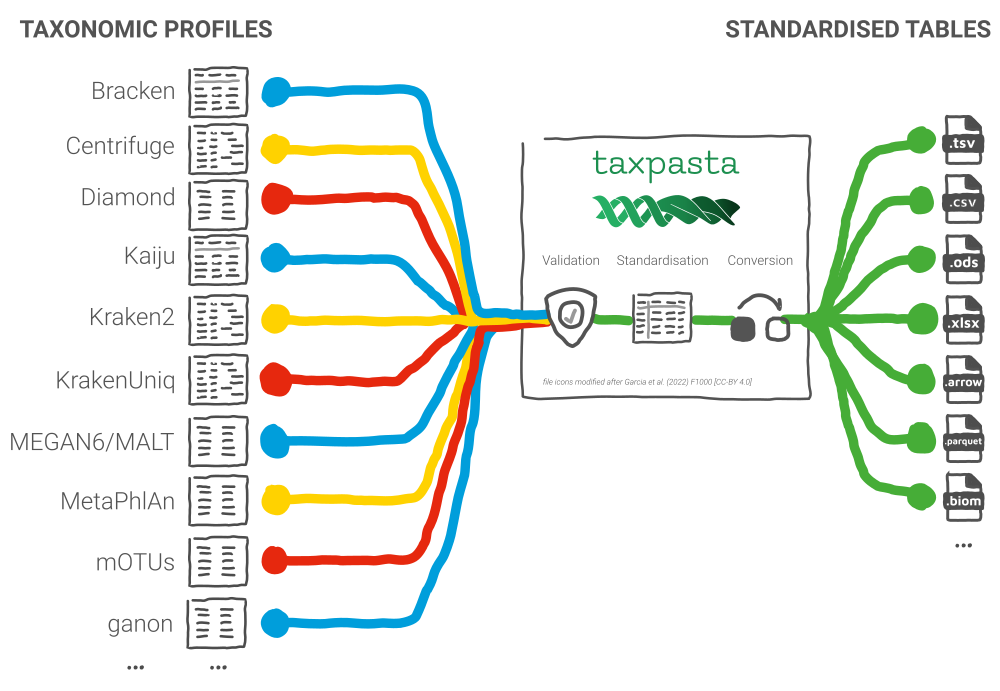 TAXONOMIC PROFILES
STANDARDISED TABLES
Bracken
Centrifuge
Diamond
Kaiju
Kraken2
KrakenUniq
MEGAN6/MALT
MetaPhlAn
mOTUs
ganon
... ...
taxpasta
Validation Standardisation Conversion
file icons modified after Garcia et al. (2022) F1000 [CC-BY 4.0]
.tsv
.csv
.ods
.xlsx
.arrow
.parquet
.biom
...